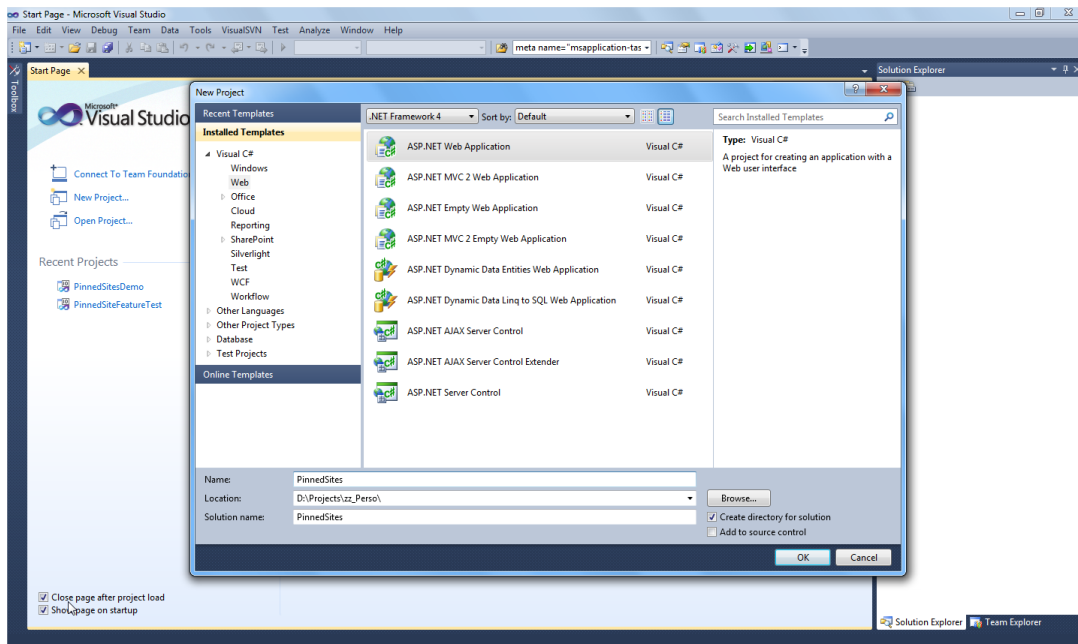 Start Page - Microsoft Visual Studio
File Edit View Debug Team Data Tools VisualSVN Test Analyze Window Help
meta name="msapplication-tas
Toolbox
Start Page
Solution Explorer
Microsoft®
Visual Studio
Connect To Team Foundatio
New Project...
Open Project...
Recent Projects
PinnedSitesDemo
PinnedSiteFeatureTest
Close page after project load
Show page on startup
New Project
Recent Templates
Installed Templates
Visual C#
Windows
Web
Office
Cloud
Reporting
SharePoint
Silverlight
Test
WCF
Workflow
Other Languages
Other Project Types
Database
Test Projects
Online Templates
.NET Framework 4 Sort by: Default
Search Installed Templates
ASP.NET Web Application Visual C#
ASP.NET MVC 2 Web Application Visual C#
ASP.NET Empty Web Application Visual C#
ASP.NET MVC 2 Empty Web Application Visual C#
ASP.NET Dynamic Data Entities Web Application Visual C#
ASP.NET Dynamic Data Linq to SQL Web Application Visual C#
ASP.NET AJAX Server Control Visual C#
ASP.NET AJAX Server Control Extender Visual C#
ASP.NET Server Control Visual C#
Type: Visual C#
A project for creating an application with a
Web user interface
Name: PinnedSites
Location: D:\Projects\zz_Perso\
Browse...
Solution name: PinnedSites
Create directory for solution
Add to source control
OK Cancel
Solution Explorer Team Explorer